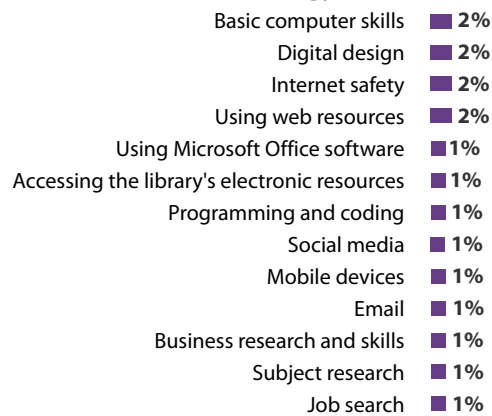 Basic computer skills 2%
Digital design 2%
Internet safety 2%
Using web resources 2%
Using Microsoft Office software 1%
Accessing the library's electronic resources 1%
Programming and coding 1%
Social media 1%
Mobile devices 1%
Email 1%
Business research and skills 1%
Subject research 1%
Job search 1%